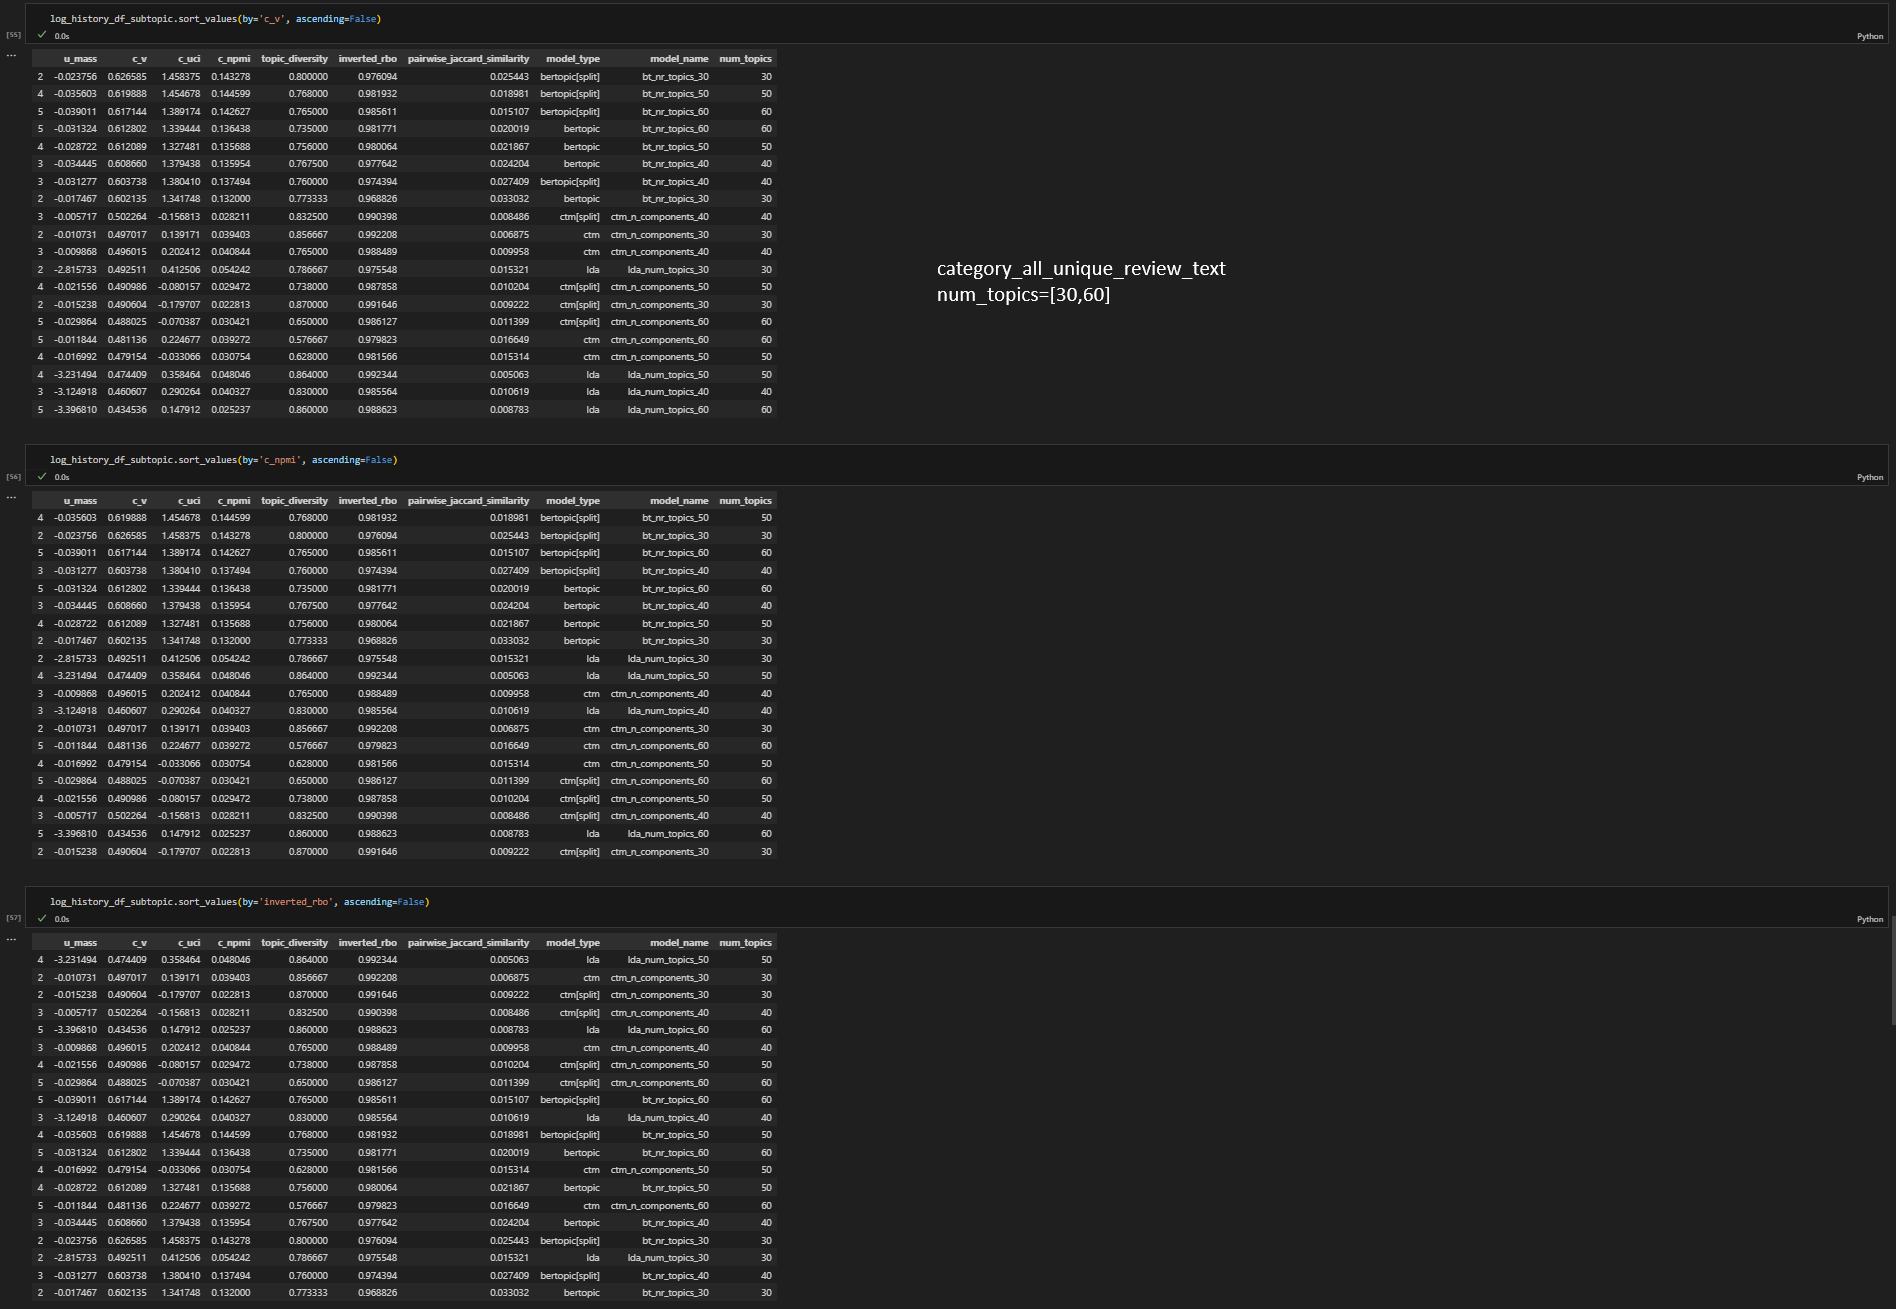 log_history_df_subtopic.sort_values(by='c_v', ascending=False)
[55] ✓ 0.0s Python
... u_mass c_v c_uci c_npmi topic_diversity inverted_rbo pairwise_jaccard_similarity model_type model_name num_topics
2 -0.023756 0.626585 1.458375 0.143278 0.800000 0.976094 0.025443 bertopic[split] bt_nr_topics_30 30
4 -0.035603 0.619888 1.454678 0.144599 0.768000 0.981932 0.018981 bertopic[split] bt_nr_topics_50 50
5 -0.039011 0.617144 1.389174 0.142627 0.765000 0.985611 0.015107 bertopic[split] bt_nr_topics_60 60
5 -0.031324 0.612802 1.339444 0.136438 0.735000 0.981771 0.020019 bertopic bt_nr_topics_60 60
4 -0.028722 0.612089 1.327481 0.135688 0.756000 0.980064 0.021867 bertopic bt_nr_topics_50 50
3 -0.034445 0.608660 1.379438 0.135954 0.767500 0.977642 0.024204 bertopic bt_nr_topics_40 40
3 -0.031277 0.603738 1.380410 0.137494 0.760000 0.974394 0.027409 bertopic[split] bt_nr_topics_40 40
2 -0.017467 0.602135 1.341748 0.132000 0.773333 0.968826 0.033032 bertopic bt_nr_topics_30 30
3 -0.005717 0.502264 -0.156813 0.028211 0.832500 0.990398 0.008486 ctm[split] ctm_n_components_40 40
2 -0.010731 0.497017 0.139171 0.039403 0.856667 0.992208 0.006875 ctm ctm_n_components_30 30
3 -0.009868 0.496015 0.202412 0.040844 0.765000 0.988489 0.009958 ctm ctm_n_components_40 40
2 -2.815733 0.492511 0.412506 0.054242 0.786667 0.975548 0.015321 lda lda_num_topics_30 30
4 -0.021556 0.490986 -0.080157 0.029472 0.738000 0.987858 0.010204 ctm[split] ctm_n_components_50 50
2 -0.015238 0.490604 -0.179707 0.022813 0.870000 0.991646 0.009222 ctm[split] ctm_n_components_30 30
5 -0.029864 0.488025 -0.070387 0.030421 0.650000 0.986127 0.011399 ctm[split] ctm_n_components_60 60
5 -0.011844 0.481136 0.224677 0.039272 0.576667 0.979823 0.016649 ctm ctm_n_components_60 60
4 -0.016992 0.479154 -0.033066 0.030754 0.628000 0.981566 0.015314 ctm ctm_n_components_50 50
4 -3.231494 0.474409 0.358464 0.048046 0.864000 0.992344 0.005063 lda lda_num_topics_50 50
3 -3.124918 0.460607 0.290264 0.040327 0.830000 0.985564 0.010619 lda lda_num_topics_40 40
5 -3.396810 0.434536 0.147912 0.025237 0.860000 0.988623 0.008783 lda lda_num_topics_60 60
category_all_unique_review_text
num_topics=[30,60]
log_history_df_subtopic.sort_values(by='c_npmi', ascending=False)
[56] ✓ 0.0s Python
... u_mass c_v c_uci c_npmi topic_diversity inverted_rbo pairwise_jaccard_similarity model_type model_name num_topics
4 -0.035603 0.619888 1.454678 0.144599 0.768000 0.981932 0.018981 bertopic[split] bt_nr_topics_50 50
2 -0.023756 0.626585 1.458375 0.143278 0.800000 0.976094 0.025443 bertopic[split] bt_nr_topics_30 30
5 -0.039011 0.617144 1.389174 0.142627 0.765000 0.985611 0.015107 bertopic[split] bt_nr_topics_60 60
3 -0.031277 0.603738 1.380410 0.137494 0.760000 0.974394 0.027409 bertopic[split] bt_nr_topics_40 40
5 -0.031324 0.612802 1.339444 0.136438 0.735000 0.981771 0.020019 bertopic bt_nr_topics_60 60
3 -0.034445 0.608660 1.379438 0.135954 0.767500 0.977642 0.024204 bertopic bt_nr_topics_40 40
4 -0.028722 0.612089 1.327481 0.135688 0.756000 0.980064 0.021867 bertopic bt_nr_topics_50 50
2 -0.017467 0.602135 1.341748 0.132000 0.773333 0.968826 0.033032 bertopic bt_nr_topics_30 30
2 -2.815733 0.492511 0.412506 0.054242 0.786667 0.975548 0.015321 lda lda_num_topics_30 30
4 -3.231494 0.474409 0.358464 0.048046 0.864000 0.992344 0.005063 lda lda_num_topics_50 50
3 -0.009868 0.496015 0.202412 0.040844 0.765000 0.988489 0.009958 ctm ctm_n_components_40 40
3 -3.124918 0.460607 0.290264 0.040327 0.830000 0.985564 0.010619 lda lda_num_topics_40 40
2 -0.010731 0.497017 0.139171 0.039403 0.856667 0.992208 0.006875 ctm ctm_n_components_30 30
5 -0.011844 0.481136 0.224677 0.039272 0.576667 0.979823 0.016649 ctm ctm_n_components_60 60
4 -0.016992 0.479154 -0.033066 0.030754 0.628000 0.981566 0.015314 ctm ctm_n_components_50 50
5 -0.029864 0.488025 -0.070387 0.030421 0.650000 0.986127 0.011399 ctm[split] ctm_n_components_60 60
4 -0.021556 0.490986 -0.080157 0.029472 0.738000 0.987858 0.010204 ctm[split] ctm_n_components_50 50
3 -0.005717 0.502264 -0.156813 0.028211 0.832500 0.990398 0.008486 ctm[split] ctm_n_components_40 40
5 -3.396810 0.434536 0.147912 0.025237 0.860000 0.988623 0.008783 lda lda_num_topics_60 60
2 -0.015238 0.490604 -0.179707 0.022813 0.870000 0.991646 0.009222 ctm[split] ctm_n_components_30 30
log_history_df_subtopic.sort_values(by='inverted_rbo', ascending=False)
[57] ✓ 0.0s Python
... u_mass c_v c_uci c_npmi topic_diversity inverted_rbo pairwise_jaccard_similarity model_type model_name num_topics
4 -3.231494 0.474409 0.358464 0.048046 0.864000 0.992344 0.005063 lda lda_num_topics_50 50
2 -0.010731 0.497017 0.139171 0.039403 0.856667 0.992208 0.006875 ctm ctm_n_components_30 30
2 -0.015238 0.490604 -0.179707 0.022813 0.870000 0.991646 0.009222 ctm[split] ctm_n_components_30 30
3 -0.005717 0.502264 -0.156813 0.028211 0.832500 0.990398 0.008486 ctm[split] ctm_n_components_40 40
5 -3.396810 0.434536 0.147912 0.025237 0.860000 0.988623 0.008783 lda lda_num_topics_60 60
3 -0.009868 0.496015 0.202412 0.040844 0.765000 0.988489 0.009958 ctm ctm_n_components_40 40
4 -0.021556 0.490986 -0.080157 0.029472 0.738000 0.987858 0.010204 ctm[split] ctm_n_components_50 50
5 -0.029864 0.488025 -0.070387 0.030421 0.650000 0.986127 0.011399 ctm[split] ctm_n_components_60 60
5 -0.039011 0.617144 1.389174 0.142627 0.765000 0.985611 0.015107 bertopic[split] bt_nr_topics_60 60
3 -3.124918 0.460607 0.290264 0.040327 0.830000 0.985564 0.010619 lda lda_num_topics_40 40
4 -0.035603 0.619888 1.454678 0.144599 0.768000 0.981932 0.018981 bertopic[split] bt_nr_topics_50 50
5 -0.031324 0.612802 1.339444 0.136438 0.735000 0.981771 0.020019 bertopic bt_nr_topics_60 60
4 -0.016992 0.479154 -0.033066 0.030754 0.628000 0.981566 0.015314 ctm ctm_n_components_50 50
4 -0.028722 0.612089 1.327481 0.135688 0.756000 0.980064 0.021867 bertopic bt_nr_topics_50 50
5 -0.011844 0.481136 0.224677 0.039272 0.576667 0.979823 0.016649 ctm ctm_n_components_60 60
3 -0.034445 0.608660 1.379438 0.135954 0.767500 0.977642 0.024204 bertopic bt_nr_topics_40 40
2 -0.023756 0.626585 1.458375 0.143278 0.800000 0.976094 0.025443 bertopic[split] bt_nr_topics_30 30
2 -2.815733 0.492511 0.412506 0.054242 0.786667 0.975548 0.015321 lda lda_num_topics_30 30
3 -0.031277 0.603738 1.380410 0.137494 0.760000 0.974394 0.027409 bertopic[split] bt_nr_topics_40 40
2 -0.017467 0.602135 1.341748 0.132000 0.773333 0.968826 0.033032 bertopic bt_nr_topics_30 30